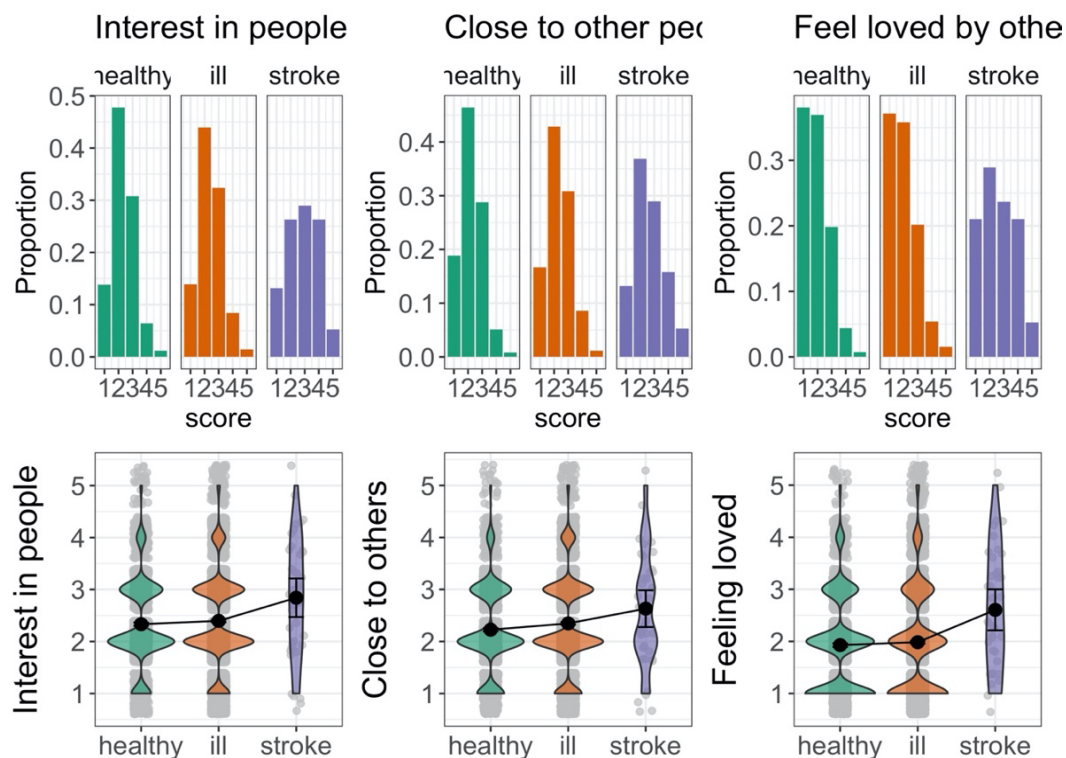 Interest in people
Close to other peo
Feel loved by othe
healthy ill stroke
healthy ill stroke
healthy ill stroke
Proportion
0.5
0.4
0.3
0.2
0.1
0.0
12345
score
Proportion
0.4
0.3
0.2
0.1
0.0
12345
score
Proportion
0.3
0.2
0.1
0.0
12345
score
Interest in people
5
4
3
2
1
healthy ill stroke
Close to others
5
4
3
2
1
healthy ill stroke
Feeling loved
5
4
3
2
1
healthy ill stroke